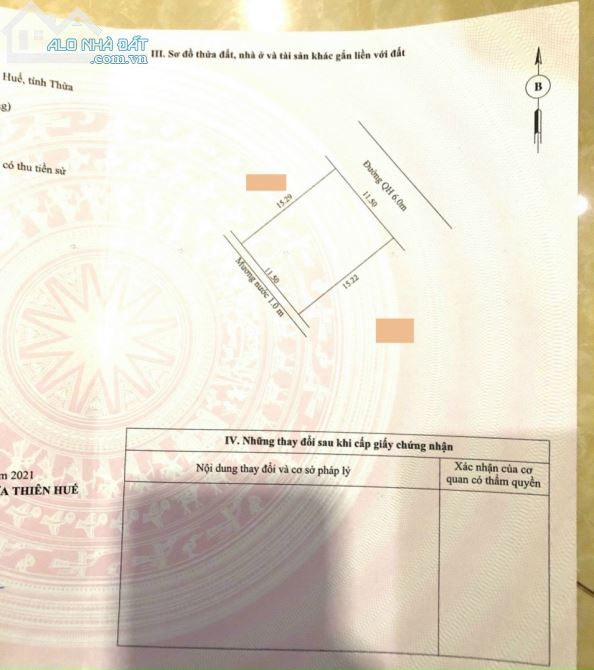 ALO NHÀ ĐẤT
.com.vn
III. Sơ đồ thửa đất, nhà ở và tài sản khác gắn liền với đất
Huế, tỉnh Thừa
g)
có thu tiền sử
B
Đường QH 6.0m
11.50
15.29
15.22
11.50
Mương nước 1.0 m
IV. Những thay đổi sau khi cấp giấy chứng nhận
Nội dung thay đổi và cơ sở pháp lý
Xác nhận của cơ
quan có thẩm quyền
m 2021
A THIÊN HUẾ